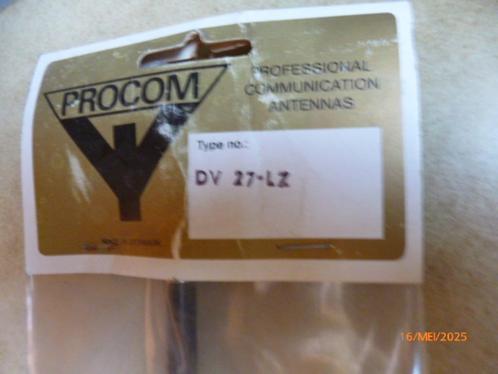 PROCOM
PROFESSIONAL
COMMUNICATION
ANTENNAS
Type no.:
DV 27-LZ
16/MEI/2025